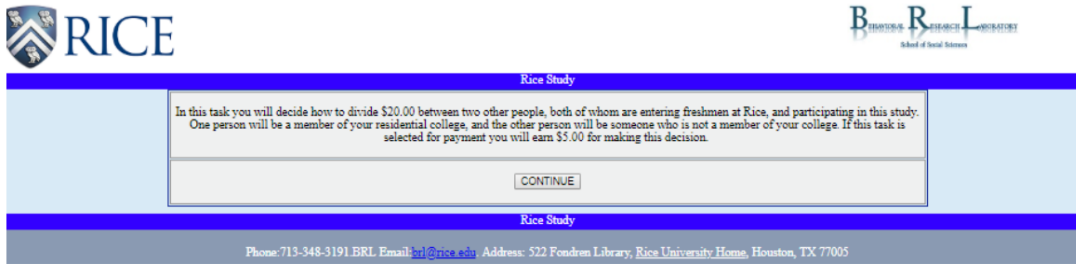 RICE
BEHAVIORAL RESEARCH LABORATORY
School of Social Sciences
Rice Study
In this task you will decide how to divide $20.00 between two other people, both of whom are entering freshmen at Rice, and participating in this study.
One person will be a member of your residential college, and the other person will be someone who is not a member of your college. If this task is
selected for payment you will earn $5.00 for making this decision.
CONTINUE
Rice Study
Phone:713-348-3191.BRL Email:brl@rice.edu. Address: 522 Fondren Library, Rice University Home, Houston, TX 77005